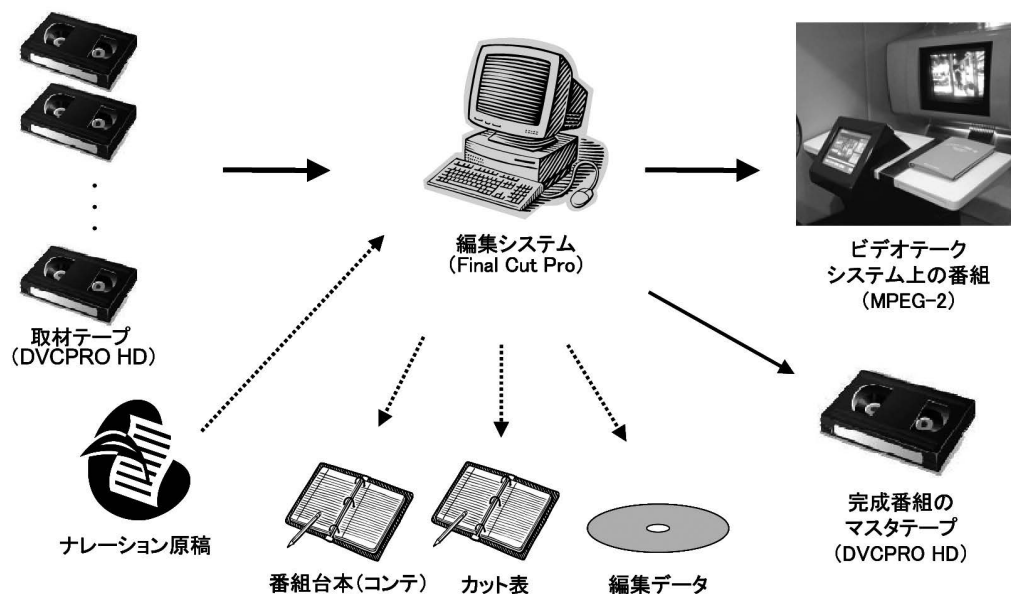 編集システム
(Final Cut Pro)
ビデオテーク
システム上の番組
(MPEG-2)
取材テープ
(DVCPRO HD)
ナレーション原稿
番組台本(コンテ)
カット表
編集データ
完成番組の
マスタテープ
(DVCPRO HD)